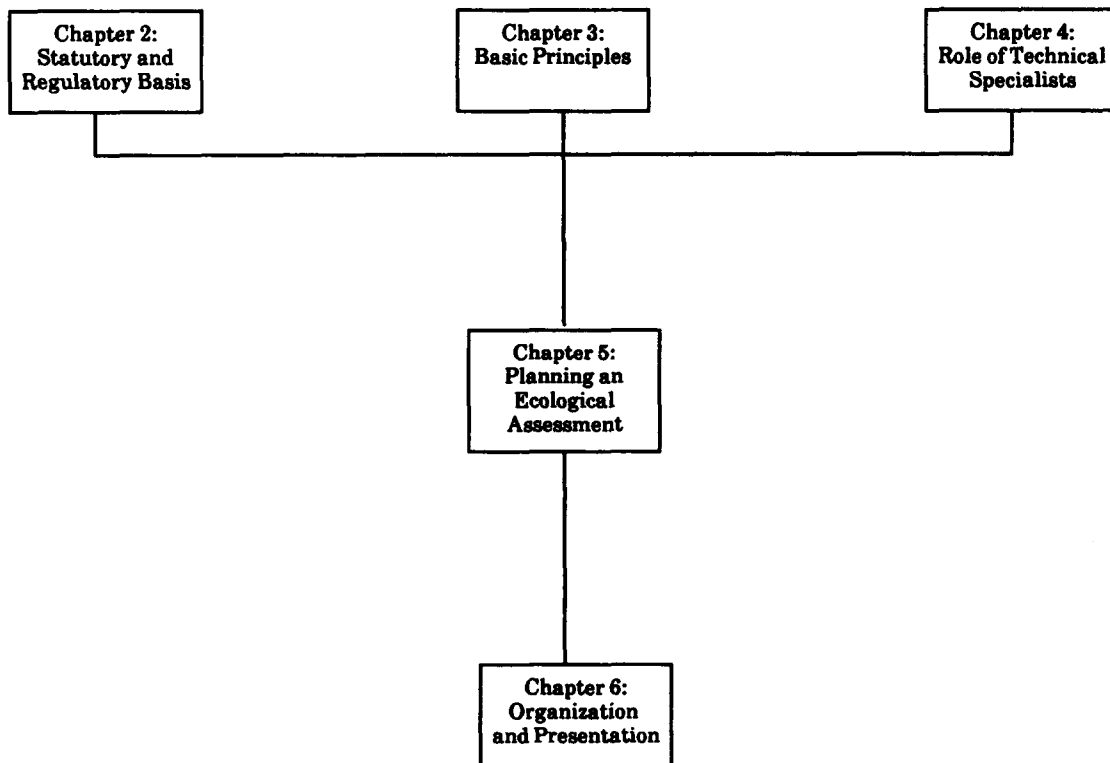 Chapter 2:
Statutory and
Regulatory Basis
Chapter 3:
Basic Principles
Chapter 4:
Role of Technical
Specialists
Chapter 5:
Planning an
Ecological
Assessment
Chapter 6:
Organization
and Presentation